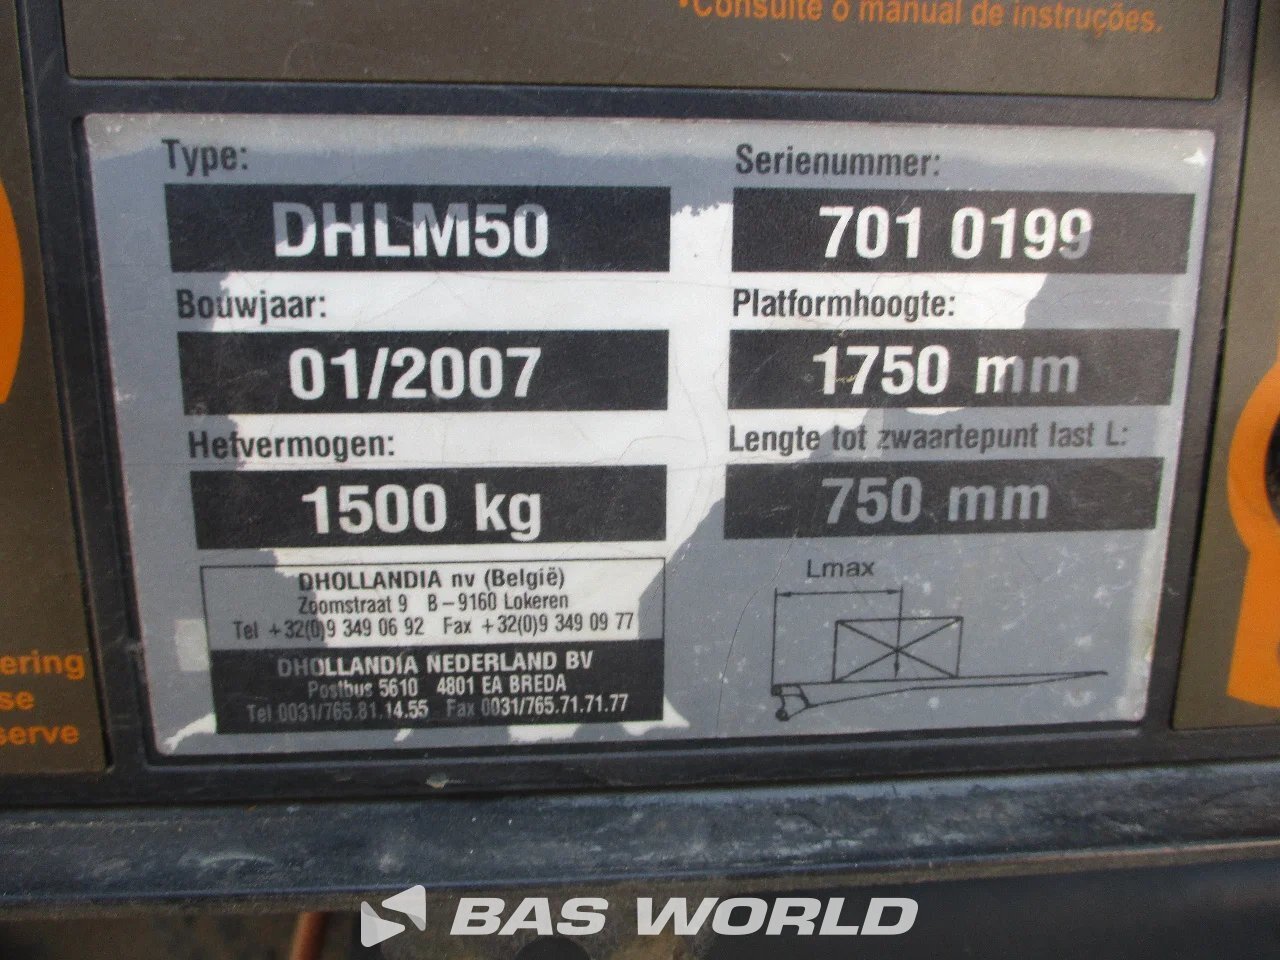 •Consulte o manual de instruções.
Type:
DHLM50
Serienummer:
701 0199
Bouwjaar:
01/2007
Platformhoogte:
1750 mm
Hefvermogen:
1500 kg
Lengte tot zwaartepunt last L:
750 mm
DHOLLANDIA nv (België)
Zoomstraat 9 B-9160 Lokeren
Tel +32(0)9 349 06 92 Fax +32(0)9 349 09 77
DHOLLANDIA NEDERLAND BV
Postbus 5610 4801 EA BREDA
Tel 0031/765.81.14.55 Fax 0031/765.71.71.77
Lmax
ering
se
serve
BAS WORLD